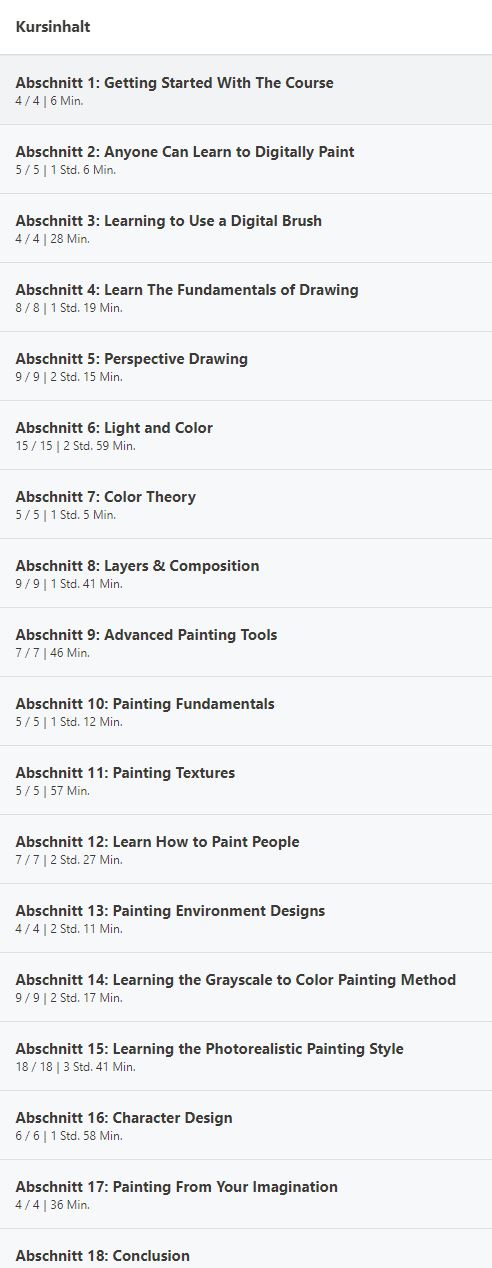 Kursinhalt
Abschnitt 1: Getting Started With The Course
4 / 4 | 6 Min.
Abschnitt 2: Anyone Can Learn to Digitally Paint
5 / 5 | 1 Std. 6 Min.
Abschnitt 3: Learning to Use a Digital Brush
4 / 4 | 28 Min.
Abschnitt 4: Learn The Fundamentals of Drawing
8 / 8 | 1 Std. 19 Min.
Abschnitt 5: Perspective Drawing
9 / 9 | 2 Std. 15 Min.
Abschnitt 6: Light and Color
15 / 15 | 2 Std. 59 Min.
Abschnitt 7: Color Theory
5 / 5 | 1 Std. 5 Min.
Abschnitt 8: Layers & Composition
9 / 9 | 1 Std. 41 Min.
Abschnitt 9: Advanced Painting Tools
7 / 7 | 46 Min.
Abschnitt 10: Painting Fundamentals
5 / 5 | 1 Std. 12 Min.
Abschnitt 11: Painting Textures
5 / 5 | 57 Min.
Abschnitt 12: Learn How to Paint People
7 / 7 | 2 Std. 27 Min.
Abschnitt 13: Painting Environment Designs
4 / 4 | 2 Std. 11 Min.
Abschnitt 14: Learning the Grayscale to Color Painting Method
9 / 9 | 2 Std. 17 Min.
Abschnitt 15: Learning the Photorealistic Painting Style
18 / 18 | 3 Std. 41 Min.
Abschnitt 16: Character Design
6 / 6 | 1 Std. 58 Min.
Abschnitt 17: Painting From Your Imagination
4 / 4 | 36 Min.
Abschnitt 18: Conclusion